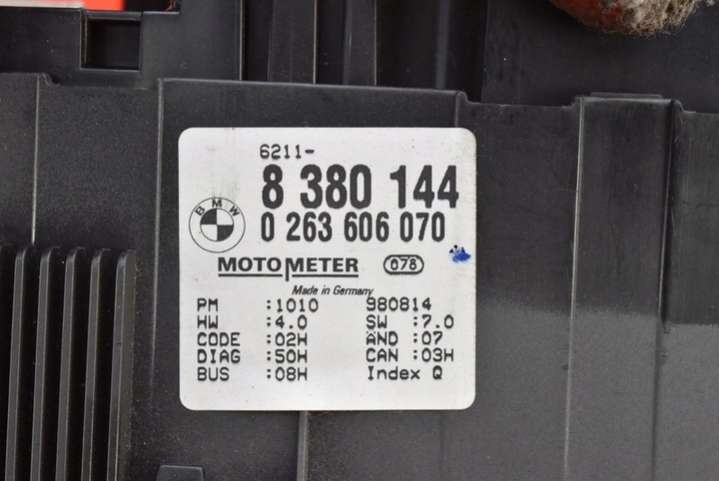 6211-
8 380 144
BMW
0 263 606 070
MOTOMETER 078
Made in Germany
PM :1010 980814
HW :4.0 SW :7.0
CODE :02H AND :07
DIAG :50H CAN :03H
BUS :08H Index Q